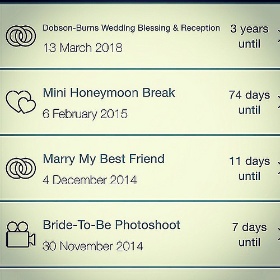 Dobson-Burns Wedding Blessing & Reception
3 years
until
13 March 2018
Mini Honeymoon Break
74 days
until
6 February 2015
Marry My Best Friend
11 days
until
4 December 2014
Bride-To-Be Photoshoot
7 days
until
30 November 2014